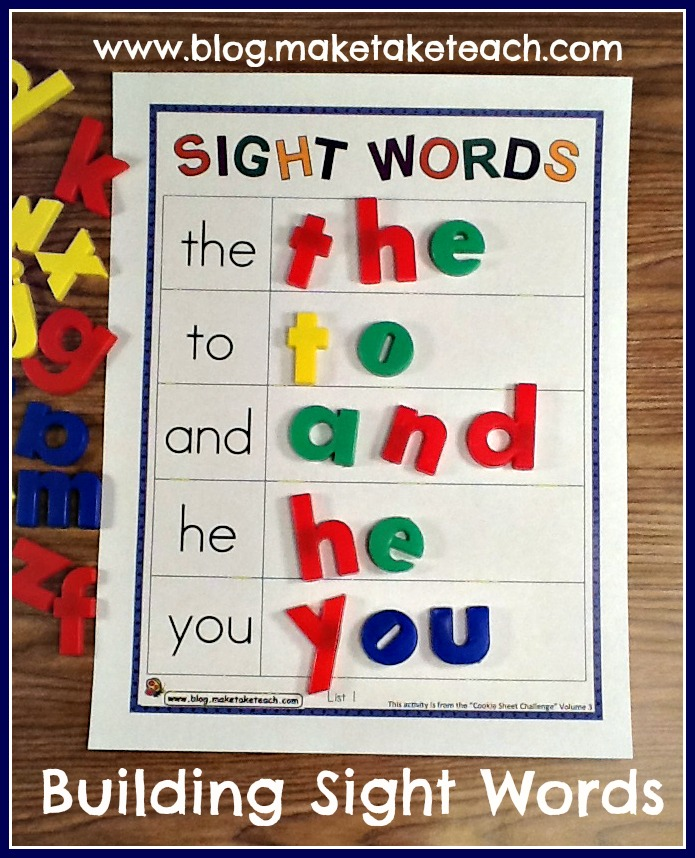 www.blog.maketaketeach.com
SIGHT WORDS
the the
to to
and and
he he
you you
www.blog.maketaketeach.com List 1 This activity is from the "Cookie Sheet Challenge" Volume 3
d
k
w
x
j
g
b
m
z
f
Building Sight Words